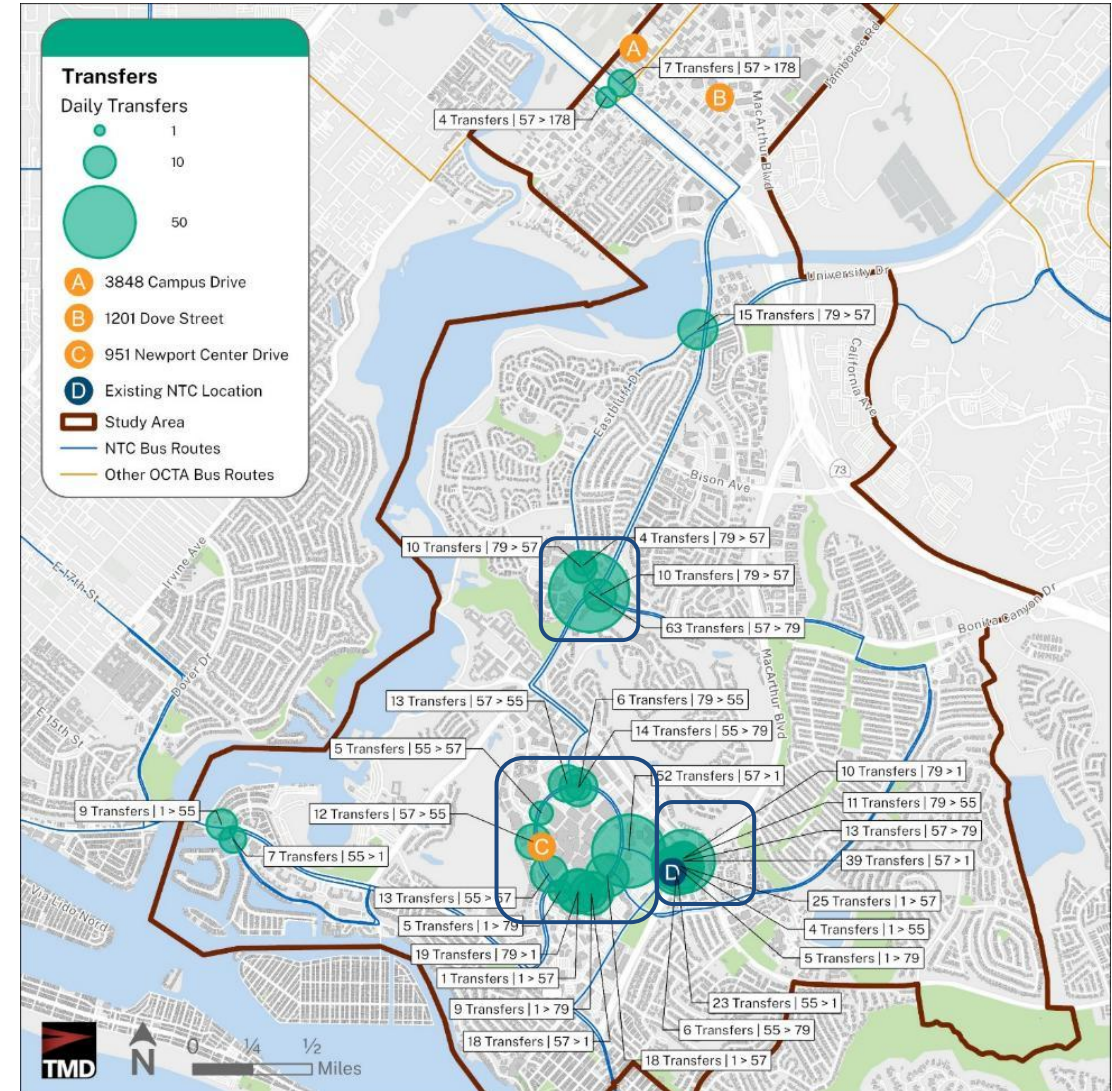 Transfers
Daily Transfers
1
10
50
A 3848 Campus Drive
B 1201 Dove Street
C 951 Newport Center Drive
D Existing NTC Location
Study Area
NTC Bus Routes
Other OCTA Bus Routes
A
7 Transfers | 57 > 178
B
4 Transfers | 57 > 178
MacArthur Blvd
Jamboree Rd
University Dr
15 Transfers | 79 > 57
Eastbluff Dr
California Ave
73
Bison Ave
Irvine Ave
E 17th St
10 Transfers | 79 > 57
4 Transfers | 79 > 57
10 Transfers | 79 > 57
63 Transfers | 57 > 79
Bonita Canyon Dr
Dover Dr
MacArthur Blvd
E 15th St
13 Transfers | 57 > 55
6 Transfers | 79 > 55
14 Transfers | 55 > 79
5 Transfers | 55 > 57
52 Transfers | 57 > 1
10 Transfers | 79 > 1
11 Transfers | 79 > 55
9 Transfers | 1 > 55
12 Transfers | 57 > 55
13 Transfers | 57 > 79
7 Transfers | 55 > 1
C
39 Transfers | 57 > 1
D
Via Lido Nord
13 Transfers | 55 > 57
25 Transfers | 1 > 57
5 Transfers | 1 > 79
4 Transfers | 1 > 55
19 Transfers | 79 > 1
5 Transfers | 1 > 79
1 Transfers | 1 > 57
9 Transfers | 1 > 79
23 Transfers | 55 > 1
18 Transfers | 57 > 1
6 Transfers | 55 > 79
18 Transfers | 1 > 57
TMD
N
0 ¼ ½
Miles